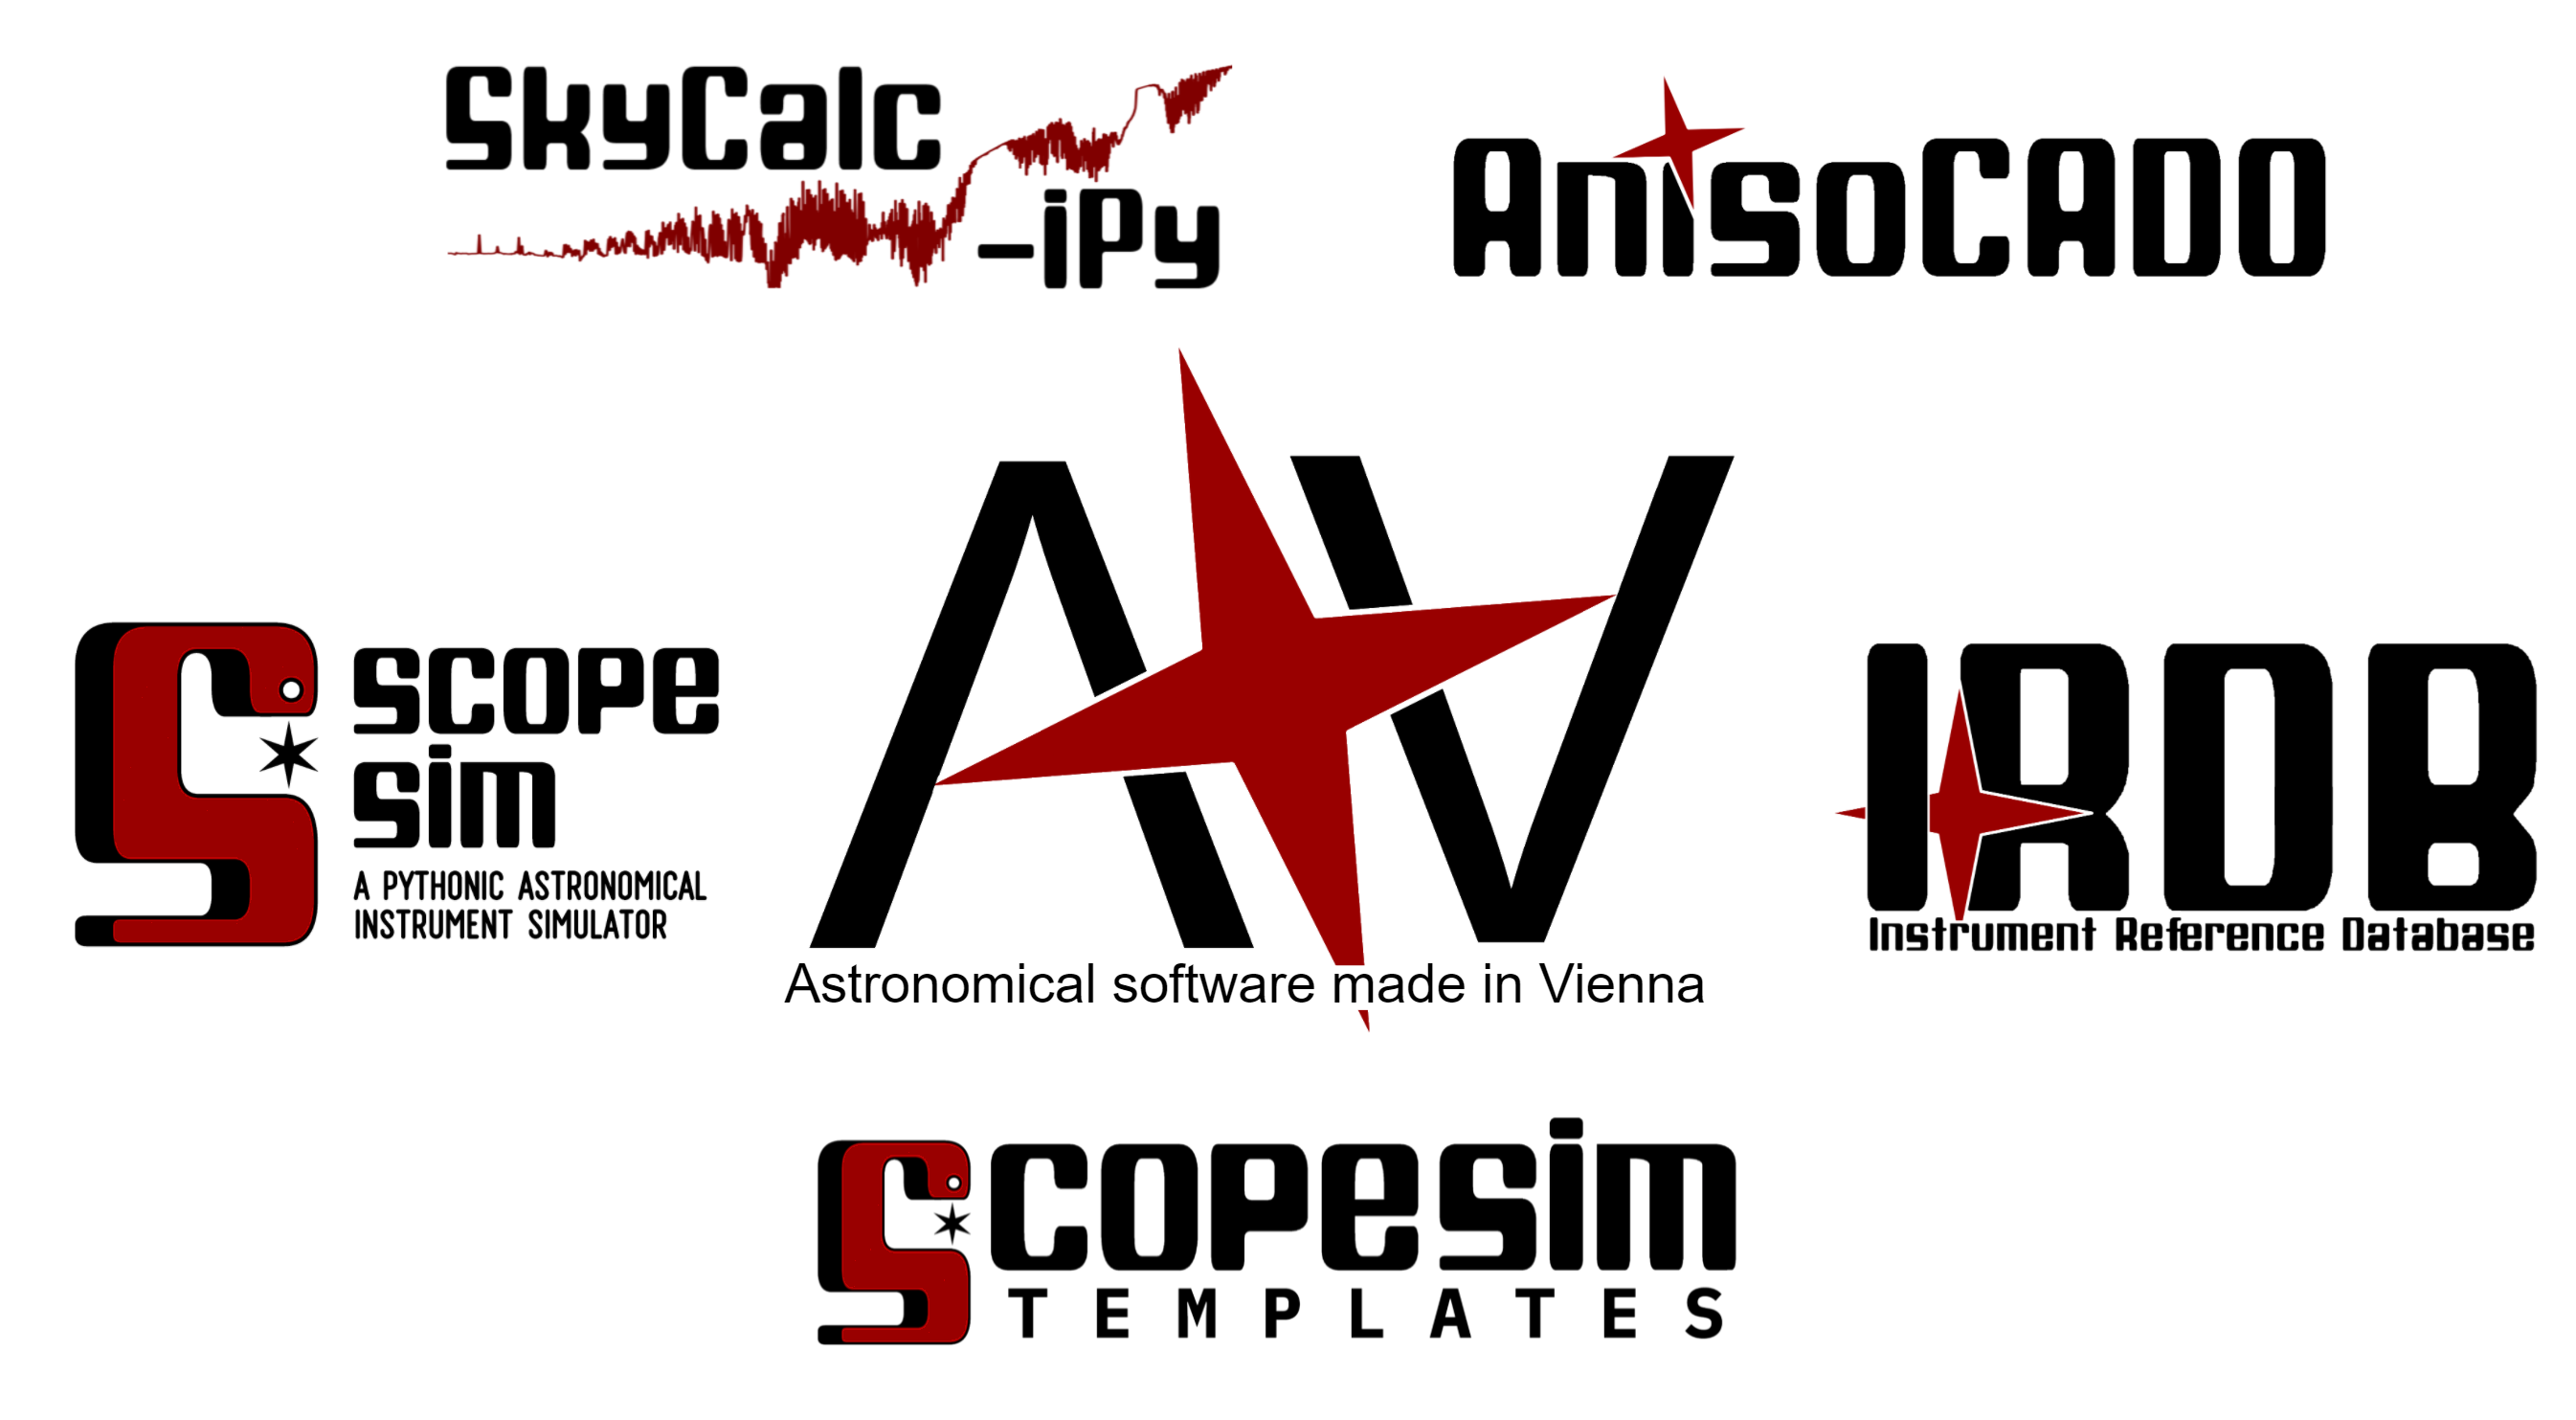 SkyCalc
-iPy
AnisoCADO
AV
Astronomical software made in Vienna
scope
sim
A PYTHONIC ASTRONOMICAL
INSTRUMENT SIMULATOR
IRDB
Instrument Reference Database
Scopesim
TEMPLATES